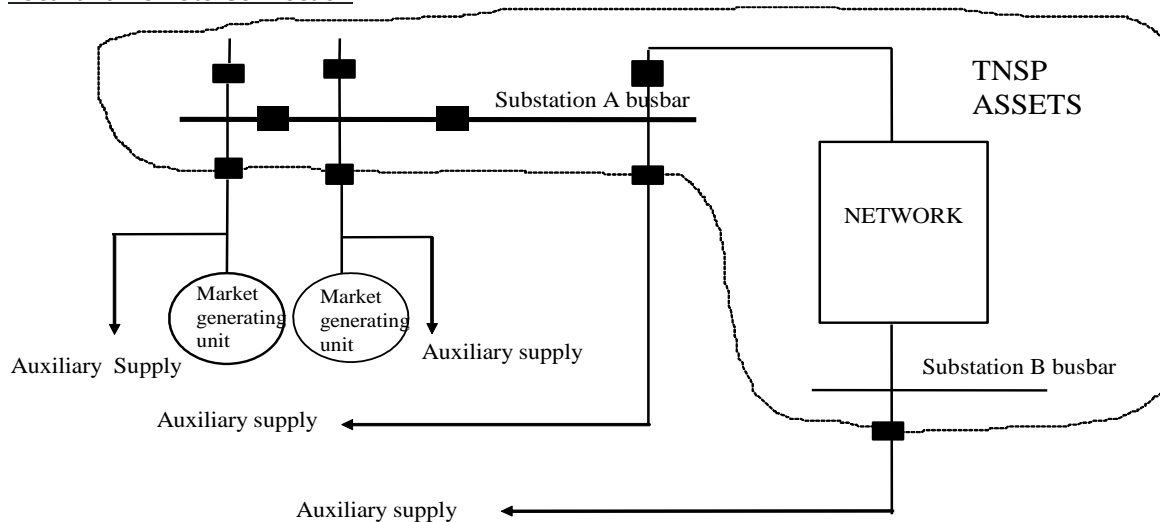 TNSP
ASSETS
Substation A busbar
NETWORK
Market
generating
unit
Market
generating
unit
Auxiliary Supply
Auxiliary supply
Substation B busbar
Auxiliary supply
Auxiliary supply